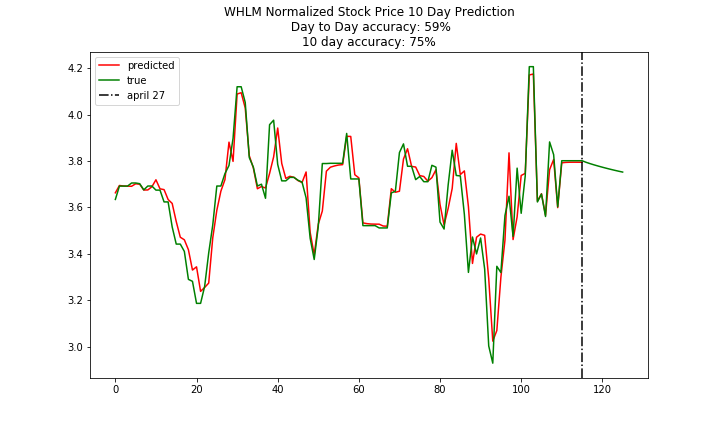 WHLM Normalized Stock Price 10 Day Prediction
Day to Day accuracy: 59%
10 day accuracy: 75%
predicted
true
april 27
4.2
4.0
3.8
3.6
3.4
3.2
3.0
0 20 40 60 80 100 120